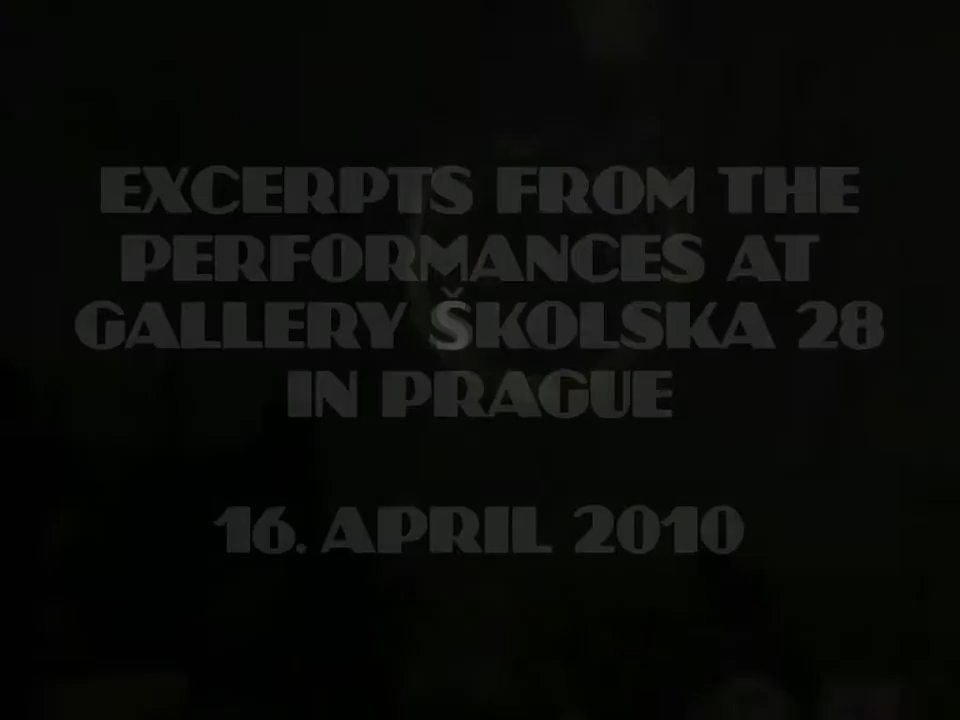 EXCERPTS FROM THE
PERFORMANCES AT
GALLERY ŠKOLSKA 28
IN PRAGUE
16. APRIL 2010